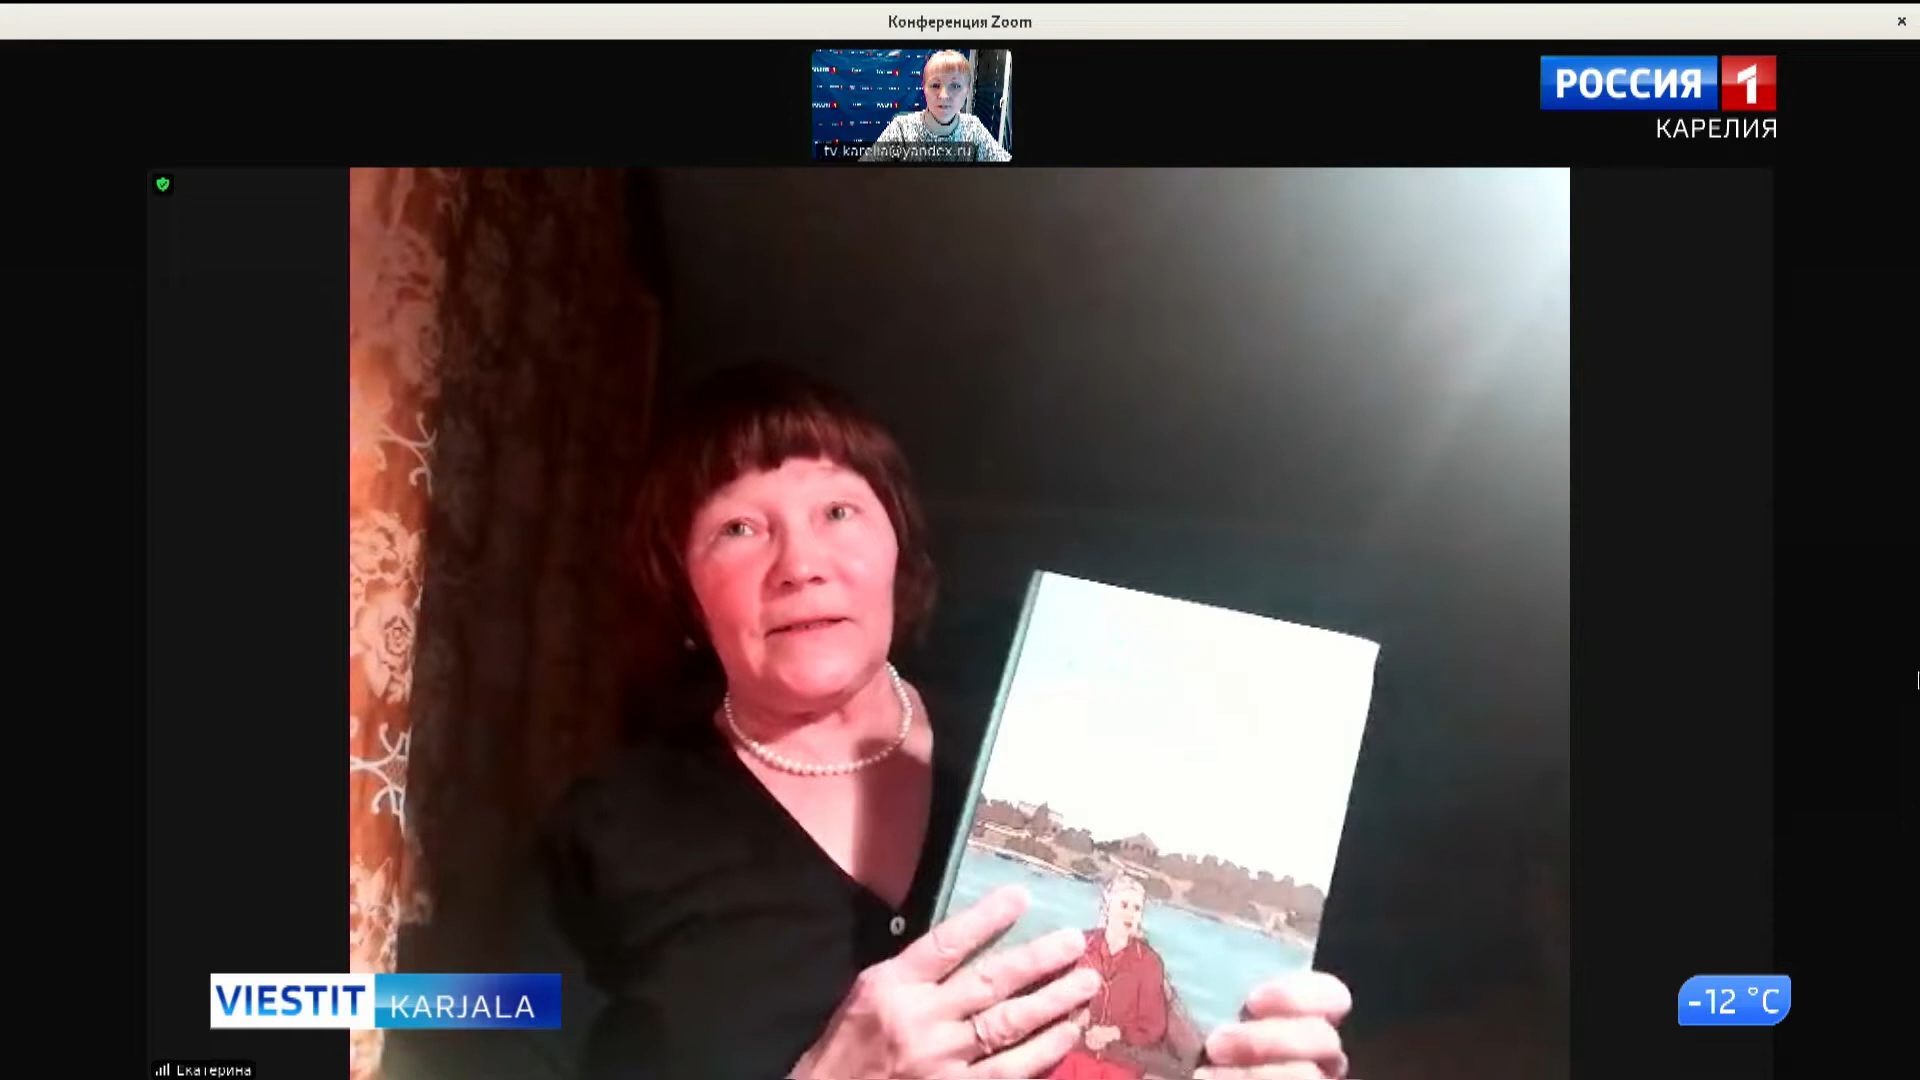 Конференция Zoom
РОССИЯ 1
КАРЕЛИЯ
tv.karelia@yandex.ru
VIESTIT KARJALA
-12 °C
Екатерина